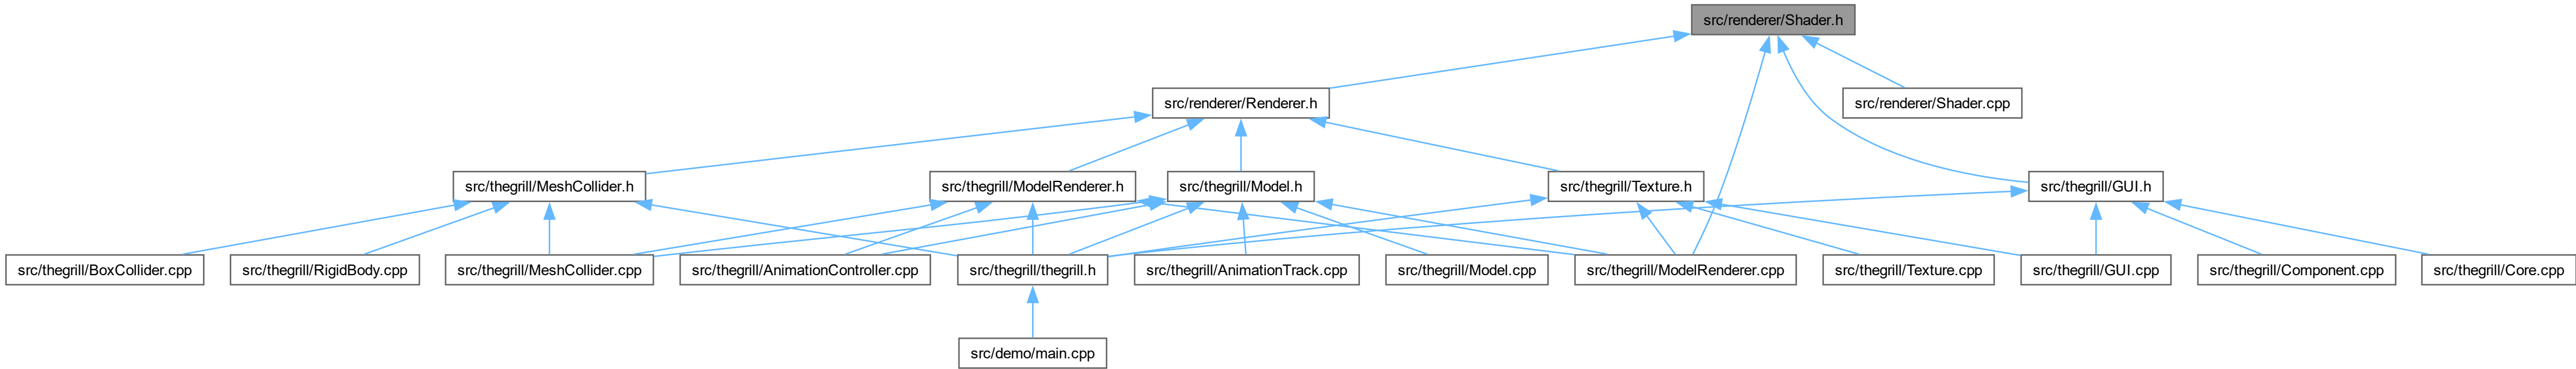 src/renderer/Shader.h
src/renderer/Renderer.h
src/renderer/Shader.cpp
src/thegrill/MeshCollider.h
src/thegrill/ModelRenderer.h
src/thegrill/Model.h
src/thegrill/Texture.h
src/thegrill/GUI.h
src/thegrill/BoxCollider.cpp
src/thegrill/RigidBody.cpp
src/thegrill/MeshCollider.cpp
src/thegrill/AnimationController.cpp
src/thegrill/thegrill.h
src/thegrill/AnimationTrack.cpp
src/thegrill/Model.cpp
src/thegrill/ModelRenderer.cpp
src/thegrill/Texture.cpp
src/thegrill/GUI.cpp
src/thegrill/Component.cpp
src/thegrill/Core.cpp
src/demo/main.cpp